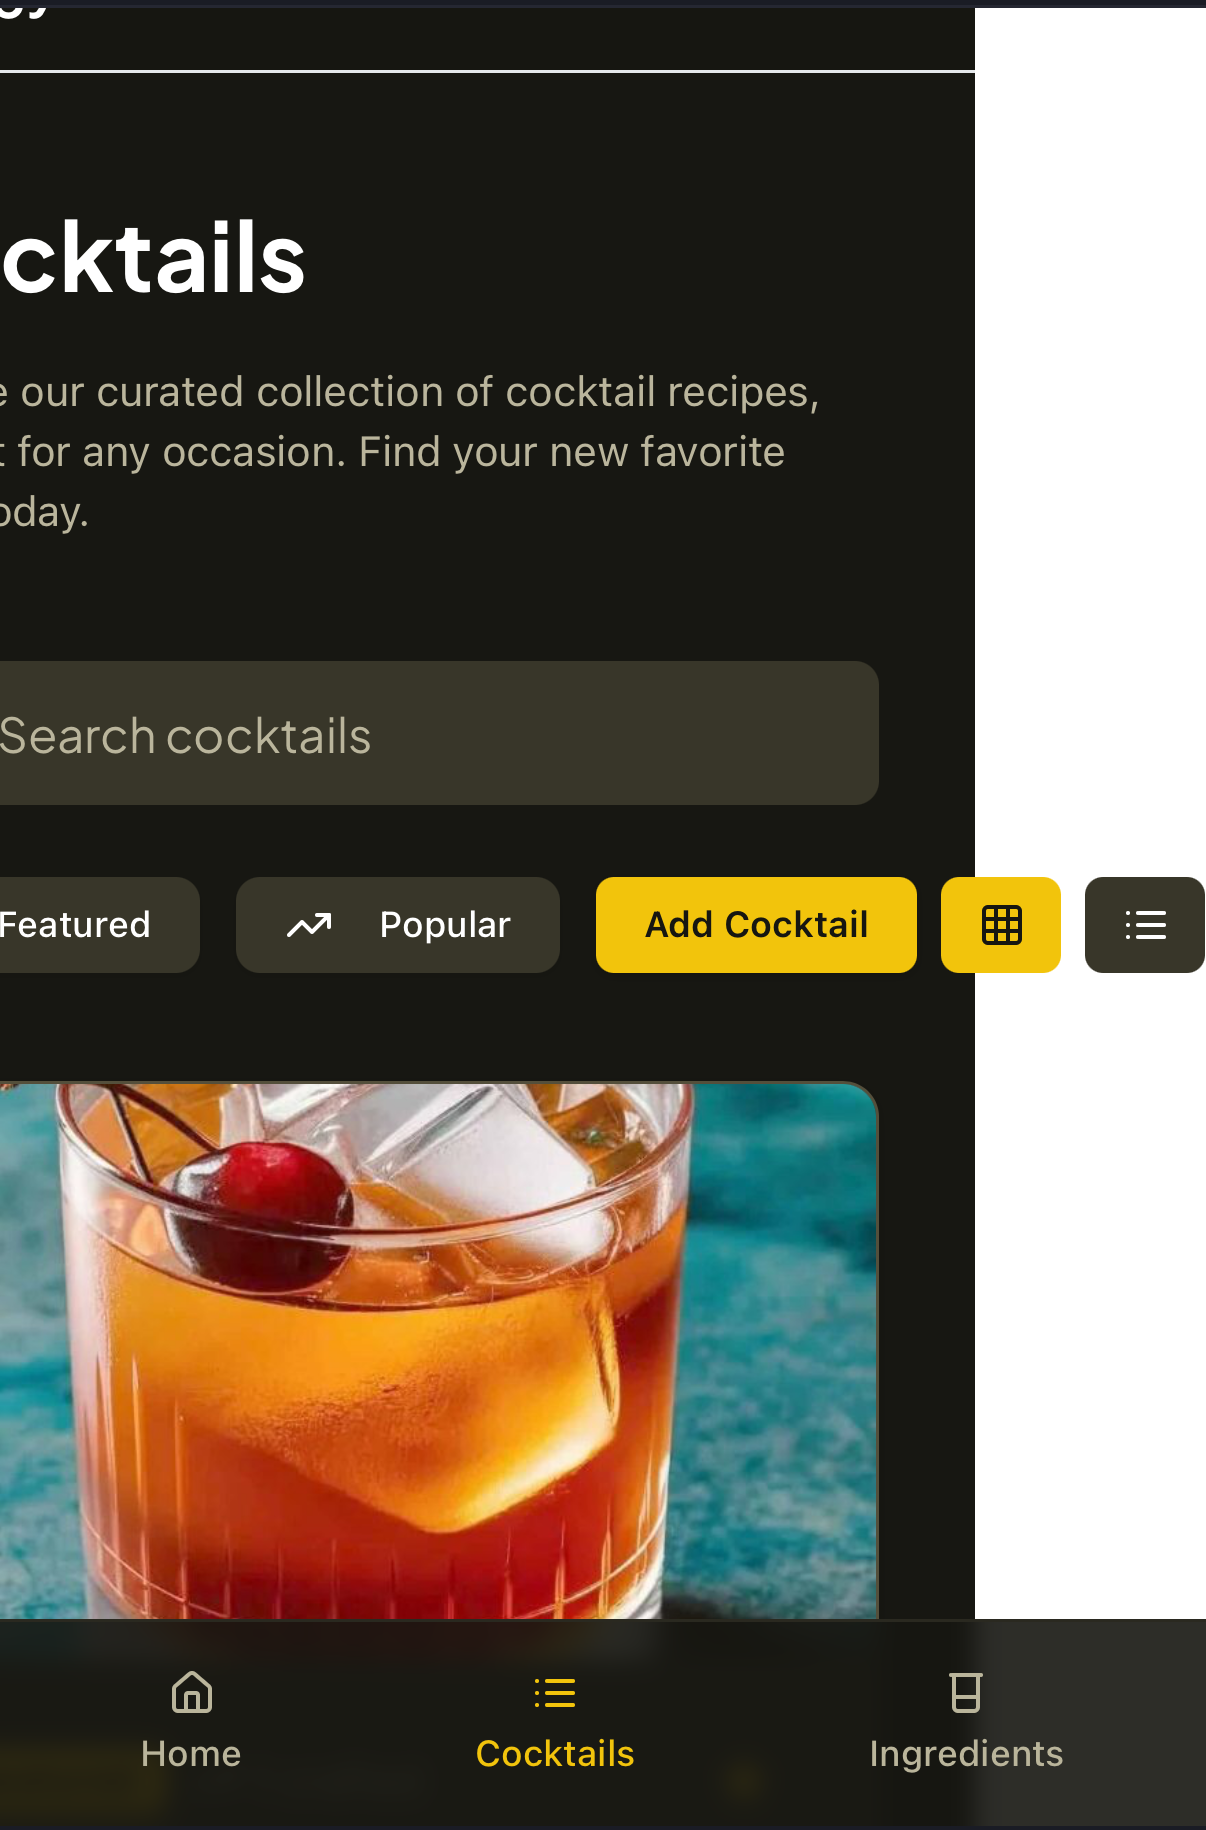 cktails
e our curated collection of cocktail recipes,
t for any occasion. Find your new favorite
oday.
Search cocktails
Featured Popular Add Cocktail
Home Cocktails Ingredients